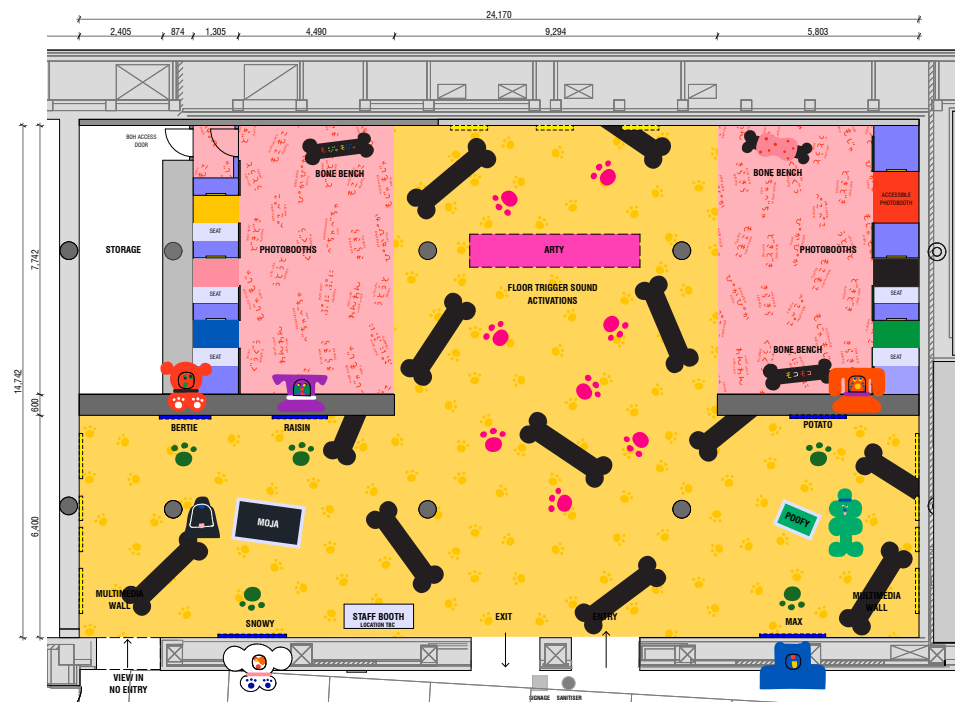 24,170
2,405
874
1,305
4,490
9,294
5,803
BOH ACCESS
DOOR
BONE BENCH
BONE BENCH
ACCESSIBLE
PHOTOBOOTH
SEAT
STORAGE
PHOTOBOOTHS
ARTY
PHOTOBOOTHS
FLOOR TRIGGER SOUND
ACTIVATIONS
SEAT
SEAT
SEAT
BONE BENCH
SEAT
7,742
14,742
600
6,400
BERTIE
RAISIN
POTATO
MOJA
POOFY
MULTIMEDIA
WALL
SNOWY
STAFF BOOTH
LOCATION TBC
EXIT
ENTRY
MAX
MULTIMEDIA
WALL
VIEW IN
NO ENTRY
SIGNAGE
SANITISER